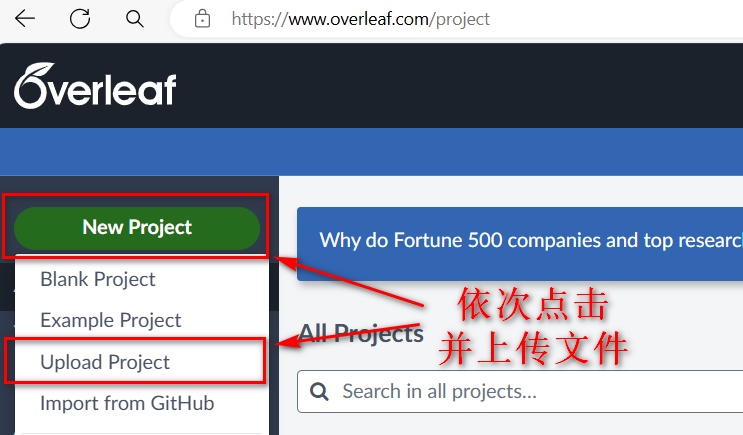 https://www.overleaf.com/project
Overleaf
New Project
Why do Fortune 500 companies and top research
Blank Project
Example Project
Upload Project
Import from GitHub
依次点击
并上传文件
All Projects
Search in all projects...